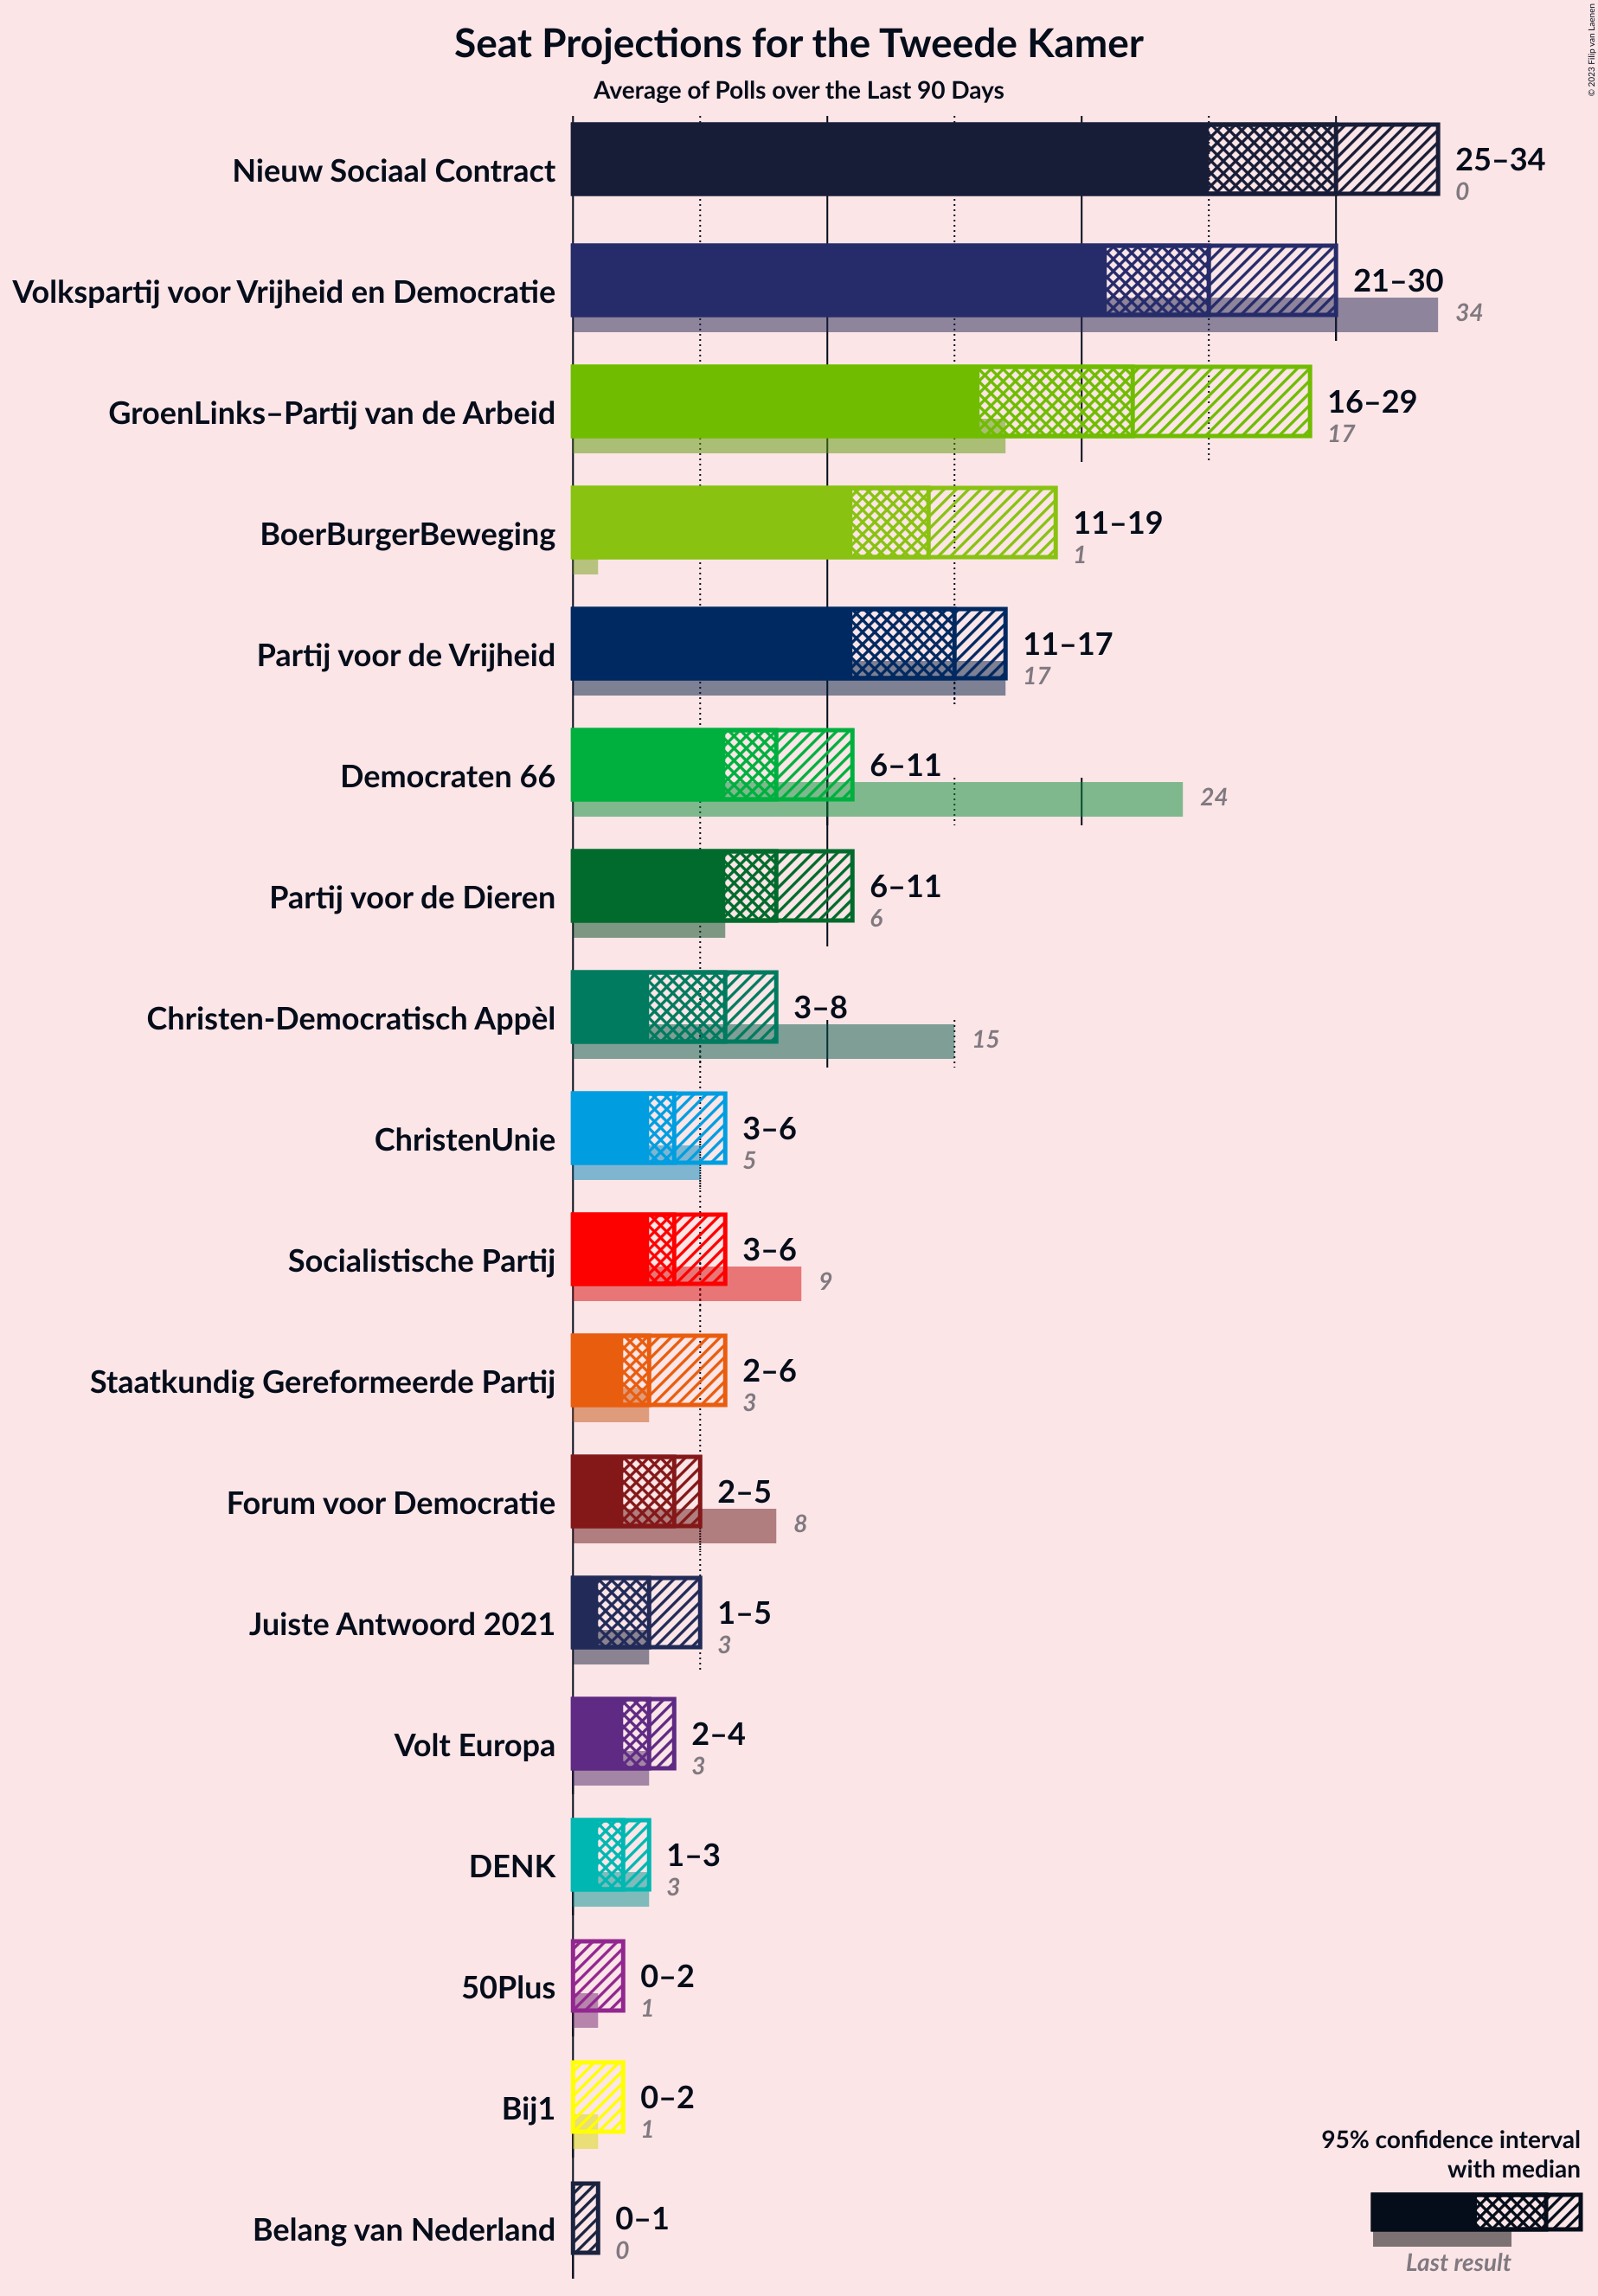 Seat Projections for the Tweede Kamer
Average of Polls over the Last 90 Days
© 2023 Filip van Laenen
Nieuw Sociaal Contract
25–34
0
Volkspartij voor Vrijheid en Democratie
21–30
34
GroenLinks–Partij van de Arbeid
16–29
17
BoerBurgerBeweging
11–19
1
Partij voor de Vrijheid
11–17
17
Democraten 66
6–11
24
Partij voor de Dieren
6–11
6
Christen-Democratisch Appèl
3–8
15
ChristenUnie
3–6
5
Socialistische Partij
3–6
9
Staatkundig Gereformeerde Partij
2–6
3
Forum voor Democratie
2–5
8
Juiste Antwoord 2021
1–5
3
Volt Europa
2–4
3
DENK
1–3
3
50Plus
0–2
1
Bij1
0–2
1
Belang van Nederland
0–1
0
95% confidence interval
with median
Last result